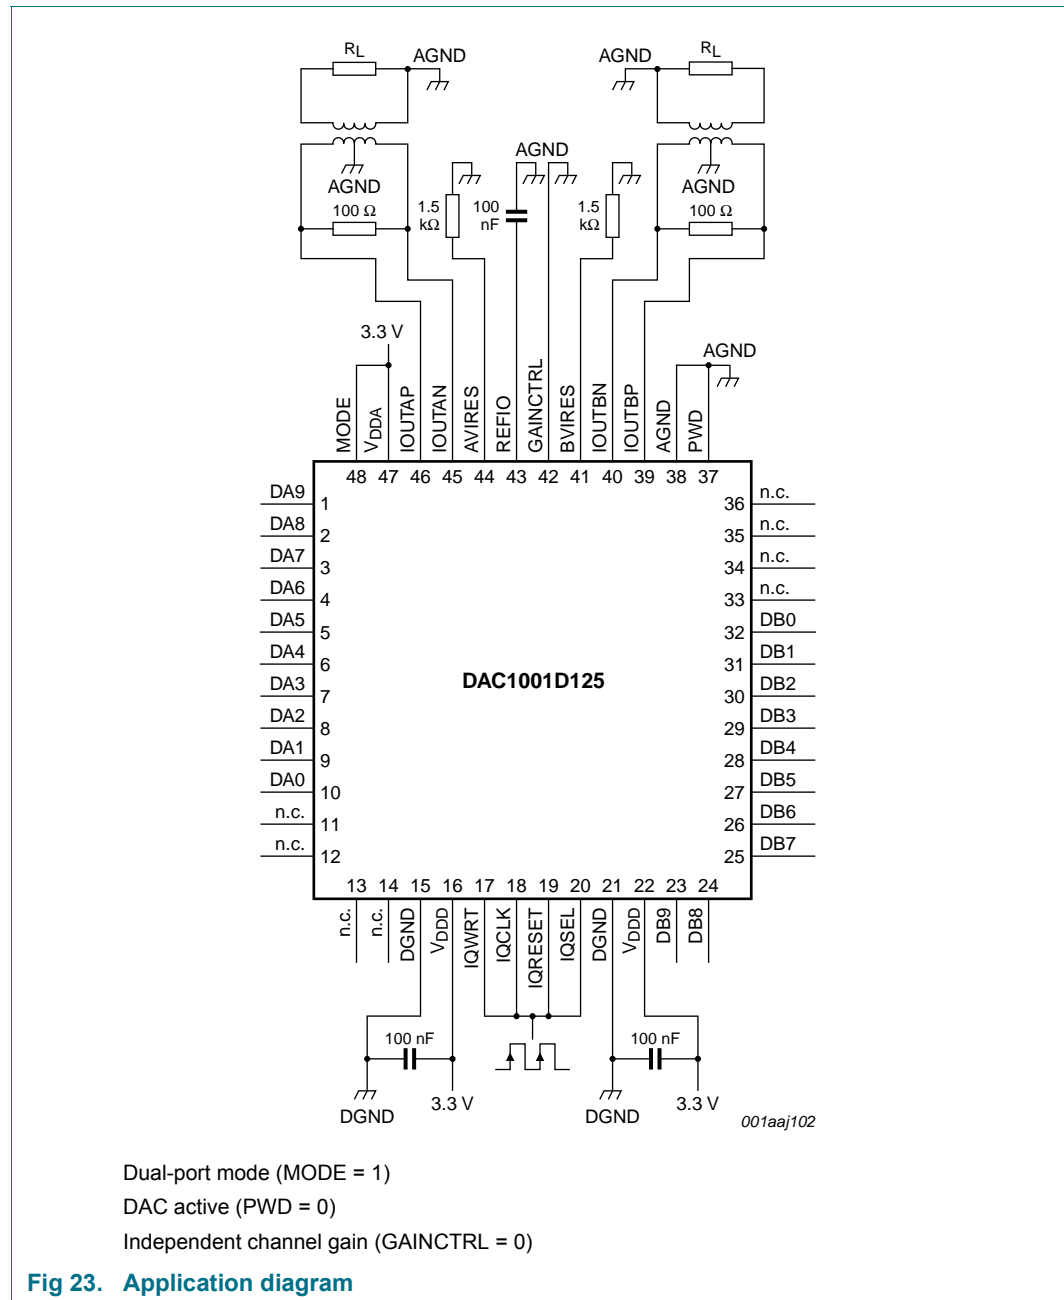 RL AGND AGND RL
AGND
AGND AGND
100 Ω 1.5 kΩ 100 nF 1.5 kΩ 100 Ω
3.3 V AGND
MODE VDDA IOUTAP IOUTAN AVIRES REFIO GAINCTRL BVIRES IOUTBN IOUTBP AGND PWD
48 47 46 45 44 43 42 41 40 39 38 37
DA9 1 36 n.c.
DA8 2 35 n.c.
DA7 3 34 n.c.
DA6 4 33 n.c.
DA5 5 32 DB0
DA4 6 31 DB1
DAC1001D125
DA3 7 30 DB2
DA2 8 29 DB3
DA1 9 28 DB4
DA0 10 27 DB5
n.c. 11 26 DB6
n.c. 12 25 DB7
13 14 15 16 17 18 19 20 21 22 23 24
n.c. n.c. DGND VDDD IQWRT IQCLK IQRESET IQSEL DGND VDDD DB9 DB8
100 nF 100 nF
DGND 3.3 V DGND 3.3 V
001aaj102
Dual-port mode (MODE = 1)
DAC active (PWD = 0)
Independent channel gain (GAINCTRL = 0)
Fig 23. Application diagram